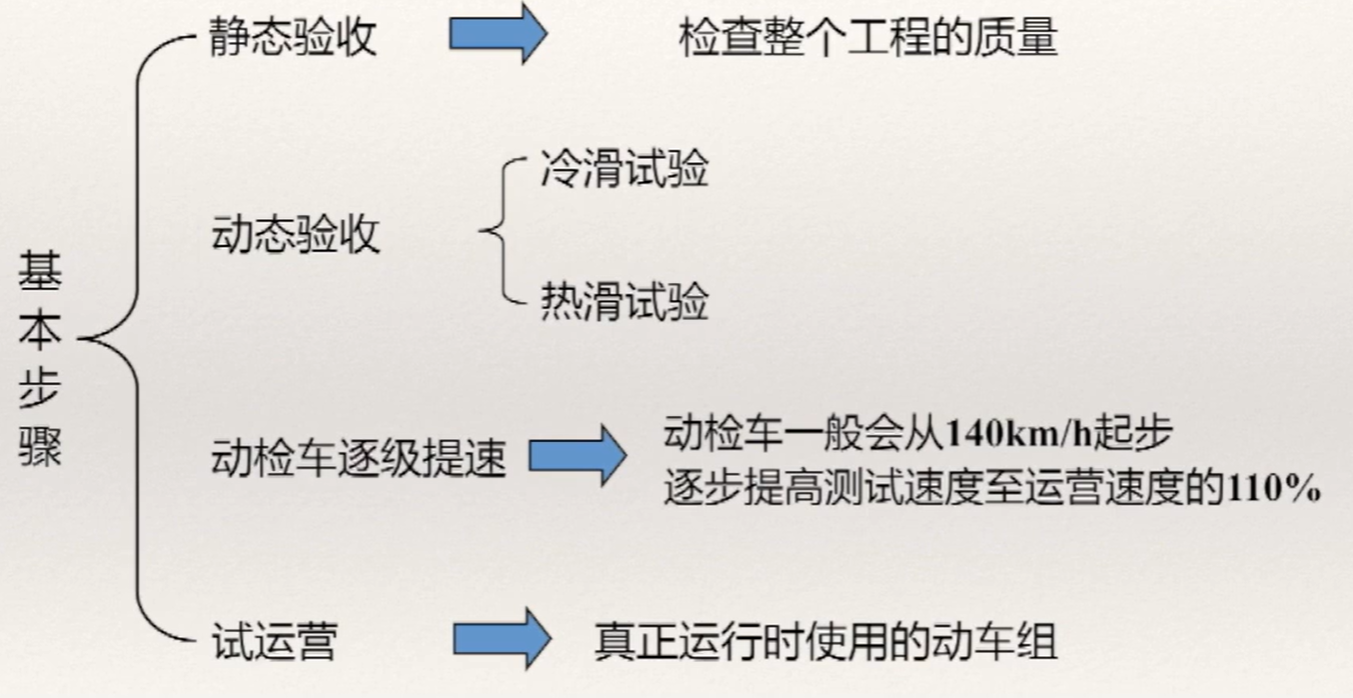 基本步骤
静态验收
检查整个工程的质量
动态验收
冷滑试验
热滑试验
动检车逐级提速
动检车一般会从140km/h起步
逐步提高测试速度至运营速度的110%
试运营
真正运行时使用的动车组